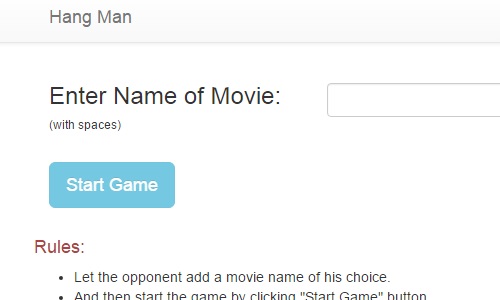 Hang Man
Enter Name of Movie:
(with spaces)
Start Game
Rules:
Let the opponent add a movie name of his choice.
And then start the game by clicking "Start Game" button